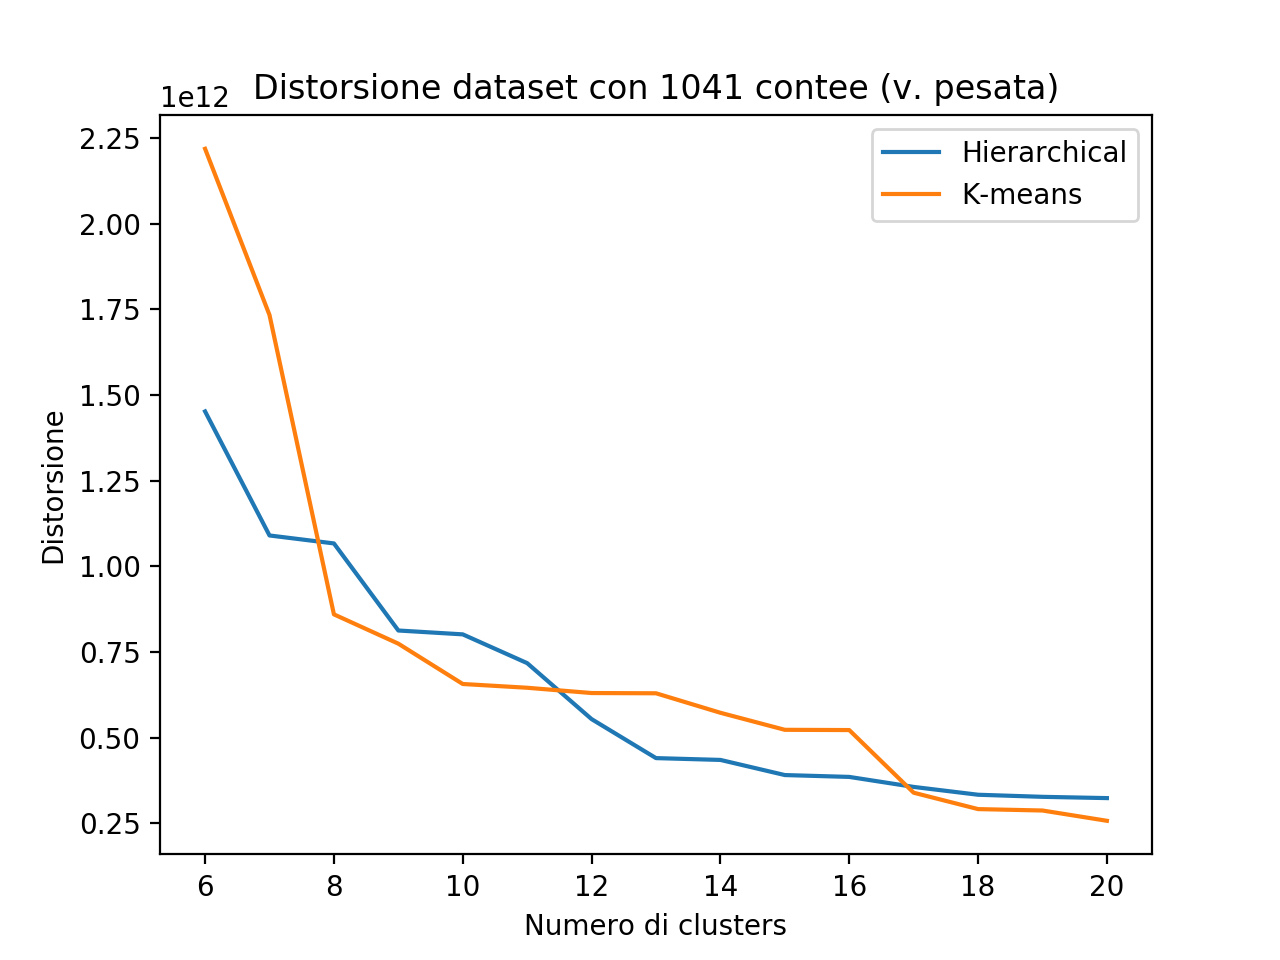 Distorsione dataset con 1041 contee (v. pesata)
1e12
2.25
2.00
1.75
1.50
1.25
1.00
0.75
0.50
0.25
Distorsione
Hierarchical
K-means
6 8 10 12 14 16 18 20
Numero di clusters